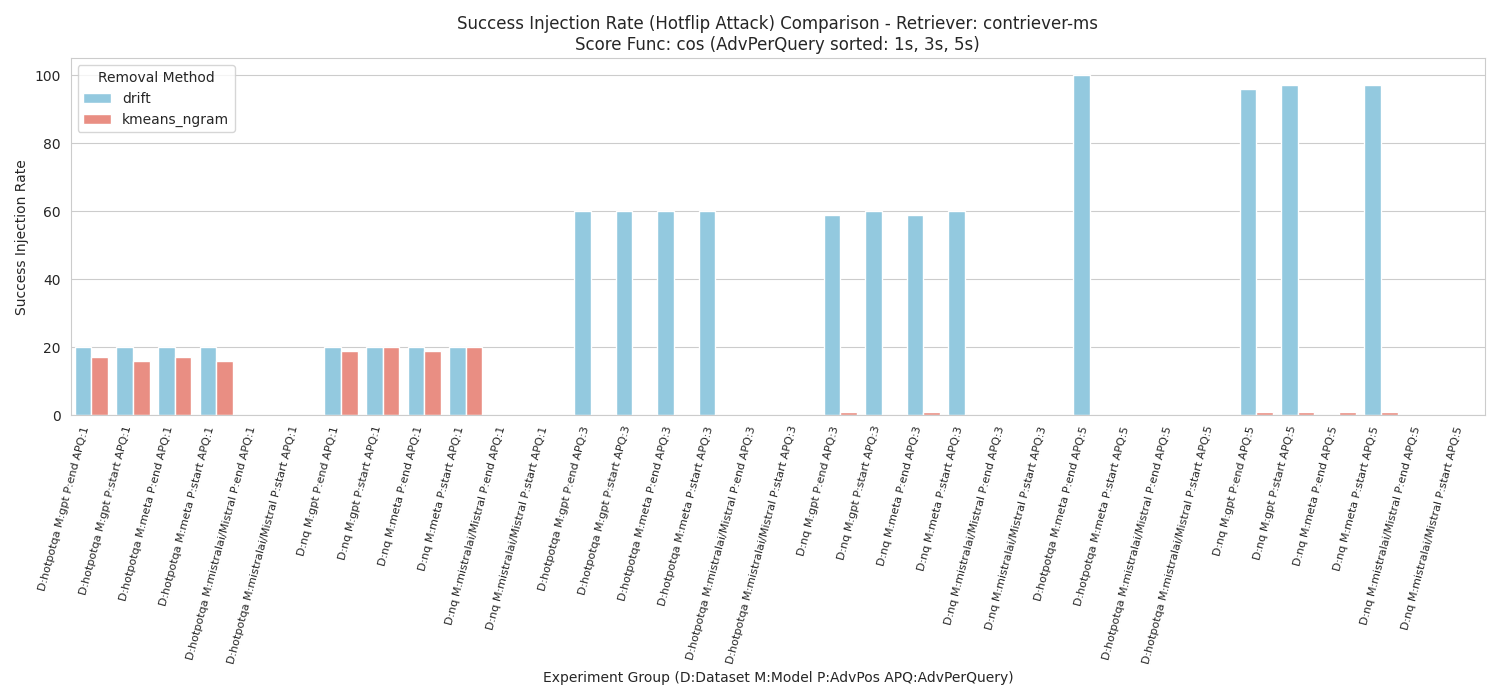 Success Injection Rate (Hotflip Attack) Comparison - Retriever: contriever-ms
Score Func: cos (AdvPerQuery sorted: 1s, 3s, 5s)
Removal Method
drift
kmeans_ngram
Success Injection Rate
100
80
60
40
20
0
D:hotpotqa M:gpt P:end APQ:1
D:hotpotqa M:gpt P:start APQ:1
D:hotpotqa M:meta P:end APQ:1
D:hotpotqa M:meta P:start APQ:1
D:hotpotqa M:mistralai/Mistral P:end APQ:1
D:hotpotqa M:mistralai/Mistral P:start APQ:1
D:nq M:gpt P:end APQ:1
D:nq M:gpt P:start APQ:1
D:nq M:meta P:end APQ:1
D:nq M:meta P:start APQ:1
D:nq M:mistralai/Mistral P:end APQ:1
D:nq M:mistralai/Mistral P:start APQ:1
D:hotpotqa M:gpt P:end APQ:3
D:hotpotqa M:gpt P:start APQ:3
D:hotpotqa M:meta P:end APQ:3
D:hotpotqa M:meta P:start APQ:3
D:hotpotqa M:mistralai/Mistral P:end APQ:3
D:hotpotqa M:mistralai/Mistral P:start APQ:3
D:nq M:gpt P:end APQ:3
D:nq M:gpt P:start APQ:3
D:nq M:meta P:end APQ:3
D:nq M:meta P:start APQ:3
D:nq M:mistralai/Mistral P:end APQ:3
D:nq M:mistralai/Mistral P:start APQ:3
D:hotpotqa M:meta P:end APQ:5
D:hotpotqa M:meta P:start APQ:5
D:hotpotqa M:mistralai/Mistral P:end APQ:5
D:hotpotqa M:mistralai/Mistral P:start APQ:5
D:nq M:gpt P:end APQ:5
D:nq M:gpt P:start APQ:5
D:nq M:meta P:end APQ:5
D:nq M:meta P:start APQ:5
D:nq M:mistralai/Mistral P:end APQ:5
D:nq M:mistralai/Mistral P:start APQ:5
Experiment Group (D:Dataset M:Model P:AdvPos APQ:AdvPerQuery)